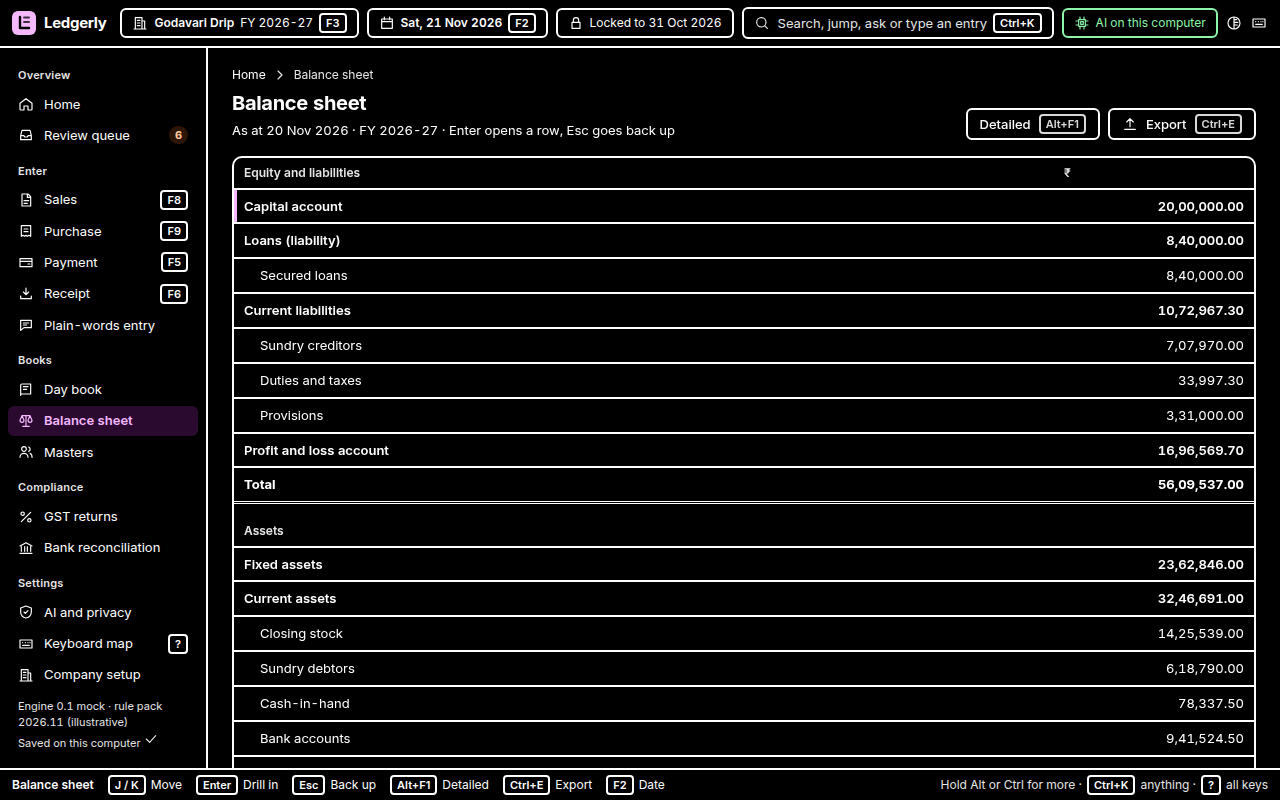 Ledgerly
Godavari Drip FY 2026-27 F3
Sat, 21 Nov 2026 F2
Locked to 31 Oct 2026
Search, jump, ask or type an entry Ctrl+K
AI on this computer
Overview
Home
Review queue 6
Enter
Sales F8
Purchase F9
Payment F5
Receipt F6
Plain-words entry
Books
Day book
Balance sheet
Masters
Compliance
GST returns
Bank reconciliation
Settings
AI and privacy
Keyboard map ?
Company setup
Engine 0.1 mock · rule pack
2026.11 (illustrative)
Saved on this computer
Home Balance sheet
Balance sheet
As at 20 Nov 2026 · FY 2026-27 · Enter opens a row, Esc goes back up
Detailed Alt+F1
Export Ctrl+E
Equity and liabilities ₹
Capital account 20,00,000.00
Loans (liability) 8,40,000.00
Secured loans 8,40,000.00
Current liabilities 10,72,967.30
Sundry creditors 7,07,970.00
Duties and taxes 33,997.30
Provisions 3,31,000.00
Profit and loss account 16,96,569.70
Total 56,09,537.00
Assets
Fixed assets 23,62,846.00
Current assets 32,46,691.00
Closing stock 14,25,539.00
Sundry debtors 6,18,790.00
Cash-in-hand 78,337.50
Bank accounts 9,41,524.50
Balance sheet J / K Move Enter Drill in Esc Back up Alt+F1 Detailed Ctrl+E Export F2 Date
Hold Alt or Ctrl for more · Ctrl+K anything · ? all keys